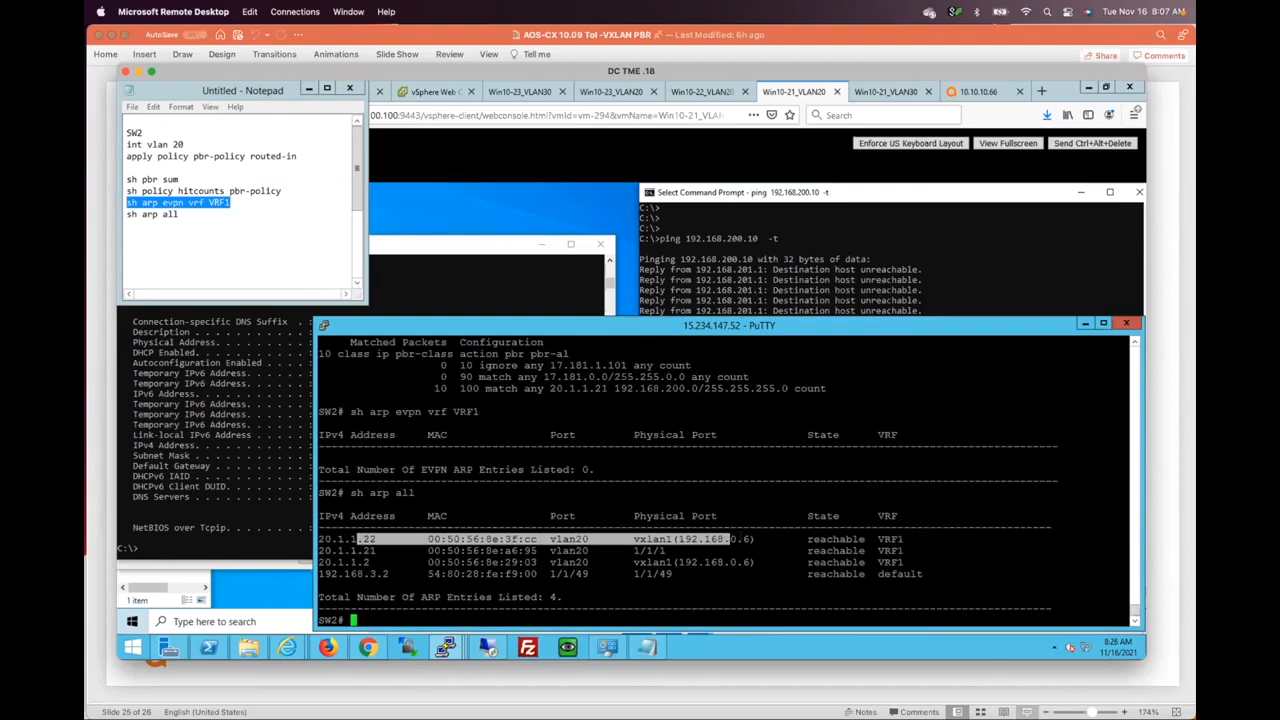 Microsoft Remote Desktop Edit Connections Window Help Tue Nov 16 8:07 AM
AutoSave AOS-CX 10.09 ToI -VXLAN PBR — Last Modified: 6h ago
Home Insert Draw Design Transitions Animations Slide Show Review View Tell me Share Comments
DC TME .18
Untitled - Notepad
vSphere Web C Win10-23_VLAN30 Win10-23_VLAN20 Win10-22_VLAN20 Win10-21_VLAN20 Win10-21_VLAN30 10.10.10.66
File Edit Format View Help
00.100:9443/vsphere-client/webconsole.html?vmId=vm-294&vmName=Win10-21_VLAN Search
SW2
int vlan 20
apply policy pbr-policy routed-in
sh pbr sum
sh policy hitcounts pbr-policy
sh arp evpn vrf VRF1
sh arp all
Enforce US Keyboard Layout View Fullscreen Send Ctrl+Alt+Delete
Select Command Prompt - ping 192.168.200.10 -t
C:\>
C:\>
C:\>
C:\>ping 192.168.200.10 -t
Pinging 192.168.200.10 with 32 bytes of data:
Reply from 192.168.201.1: Destination host unreachable.
Reply from 192.168.201.1: Destination host unreachable.
Reply from 192.168.201.1: Destination host unreachable.
Reply from 192.168.201.1: Destination host unreachable.
Reply from 192.168.201.1: Destination host unreachable.
Connection-specific DNS Suffix . :
Description . . . . . . . . . . .
Physical Address. . . . . . . . .
DHCP Enabled. . . . . . . . . . .
Autoconfiguration Enabled . . . .
Temporary IPv6 Address. . . . . .
IPv6 Address. . . . . . . . . . .
Temporary IPv6 Address. . . . . .
Temporary IPv6 Address. . . . . .
Temporary IPv6 Address. . . . . .
Link-local IPv6 Address . . . . .
IPv4 Address. . . . . . . . . . .
Subnet Mask . . . . . . . . . . .
Default Gateway . . . . . . . . .
DHCPv6 IAID . . . . . . . . . . .
DHCPv6 Client DUID. . . . . . . .
DNS Servers . . . . . . . . . . .
NetBIOS over Tcpip. . . . . . . .
C:\>
1 item
15.234.147.52 - PuTTY
Matched Packets Configuration
10 class ip pbr-class action pbr pbr-al
0 10 ignore any 17.181.1.101 any count
0 90 match any 17.181.0.0/255.255.0.0 any count
10 100 match any 20.1.1.21 192.168.200.0/255.255.255.0 count
SW2# sh arp evpn vrf VRF1
IPv4 Address MAC Port Physical Port State VRF
Total Number Of EVPN ARP Entries Listed: 0.
SW2# sh arp all
IPv4 Address MAC Port Physical Port State VRF
20.1.1.22 00:50:56:8e:3f:cc vlan20 vxlan1(192.168.0.6) reachable VRF1
20.1.1.21 00:50:56:8e:a6:95 vlan20 1/1/1 reachable VRF1
20.1.1.2 00:50:56:8e:29:03 vlan20 vxlan1(192.168.0.6) reachable VRF1
192.168.3.2 54:80:28:fe:f9:00 1/1/49 1/1/49 reachable default
Total Number Of ARP Entries Listed: 4.
SW2#
Type here to search
8:26 AM
11/16/2021
Slide 25 of 26 English (United States) Notes Comments 174%